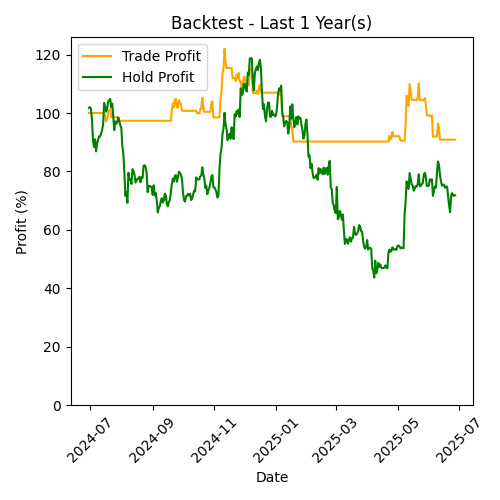 Backtest - Last 1 Year(s)
Trade Profit
Hold Profit
Profit (%)
120
100
80
60
40
20
0
2024-07
2024-09
2024-11
2025-01
2025-03
2025-05
2025-07
Date